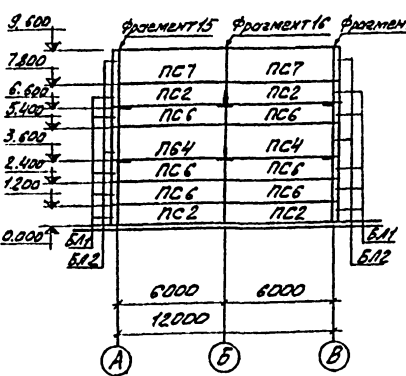 9,600
Фрагмент 15 Фрагмент 16 Фрагмен
7.800
ПС7 ПС7
6.600
ПС2 ПС2
5.400
ПС6 ПС6
3.600
ПБ4 ПС4
2.400
ПС6 ПС6
1.200
ПС6 ПС6
ПС2 ПС2
0.000
БЛ1 БЛ1
БЛ2 БЛ2
6000 6000
12000
А Б В